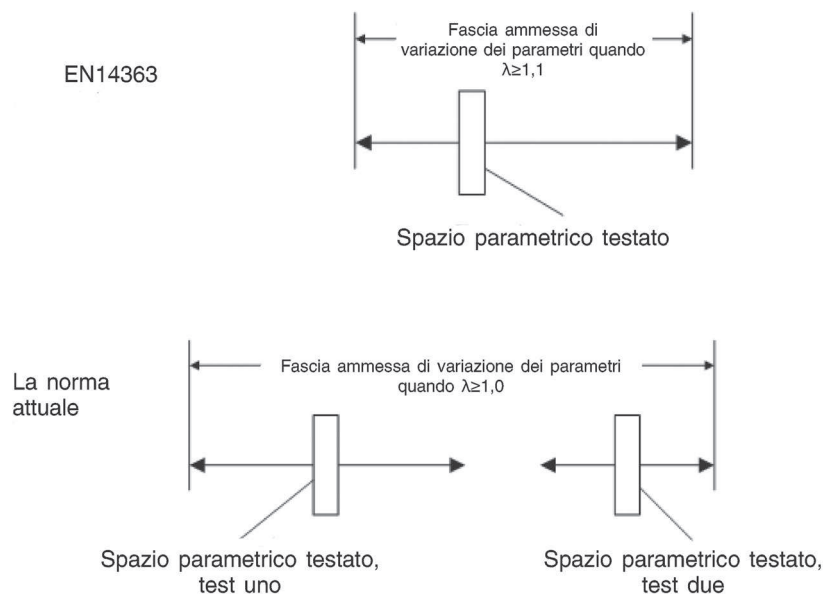 Fascia ammessa di
variazione dei parametri quando
λ≥1,1
EN14363
Spazio parametrico testato
Fascia ammessa di variazione dei parametri
quando λ≥1,0
La norma
attuale
Spazio parametrico testato,
test uno
Spazio parametrico testato,
test due